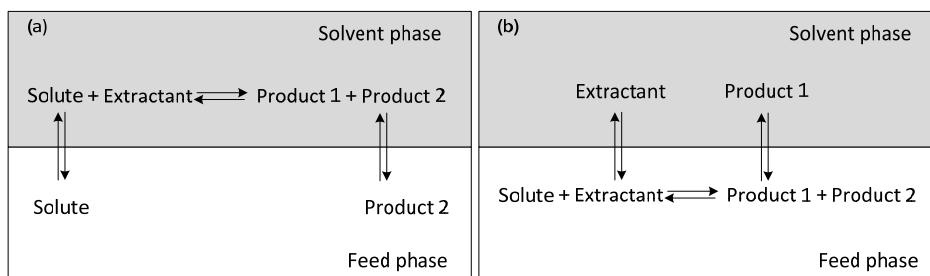 (a)
Solvent phase
Solute + Extractant Product 1 + Product 2
Solute Product 2
Feed phase
(b)
Solvent phase
Extractant Product 1
Solute + Extractant Product 1 + Product 2
Feed phase